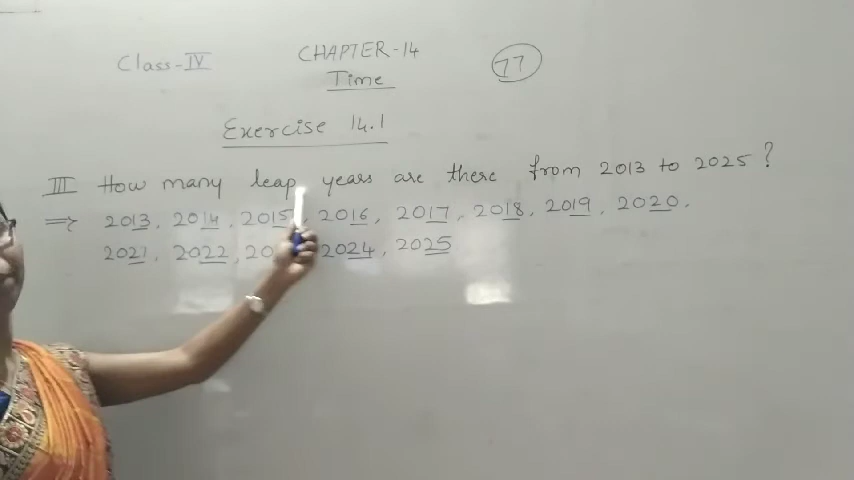 Class-IV
CHAPTER-14
77
Time
Exercise 14.1
III How many leap years are there from 2013 to 2025?
⇒ 2013, 2014, 2015, 2016, 2017, 2018, 2019, 2020,
2021, 2022, 20 2024, 2025